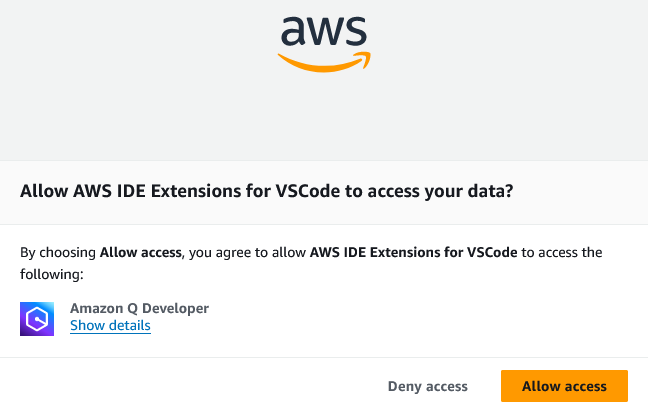 aws
Allow AWS IDE Extensions for VSCode to access your data?
By choosing Allow access, you agree to allow AWS IDE Extensions for VSCode to access the
following:
Amazon Q Developer
Show details
Deny access
Allow access